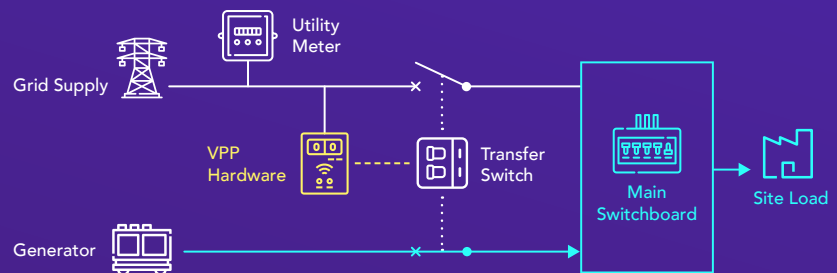 Utility
Meter
Grid Supply
VPP
Hardware
Transfer
Switch
Main
Switchboard
Site Load
Generator